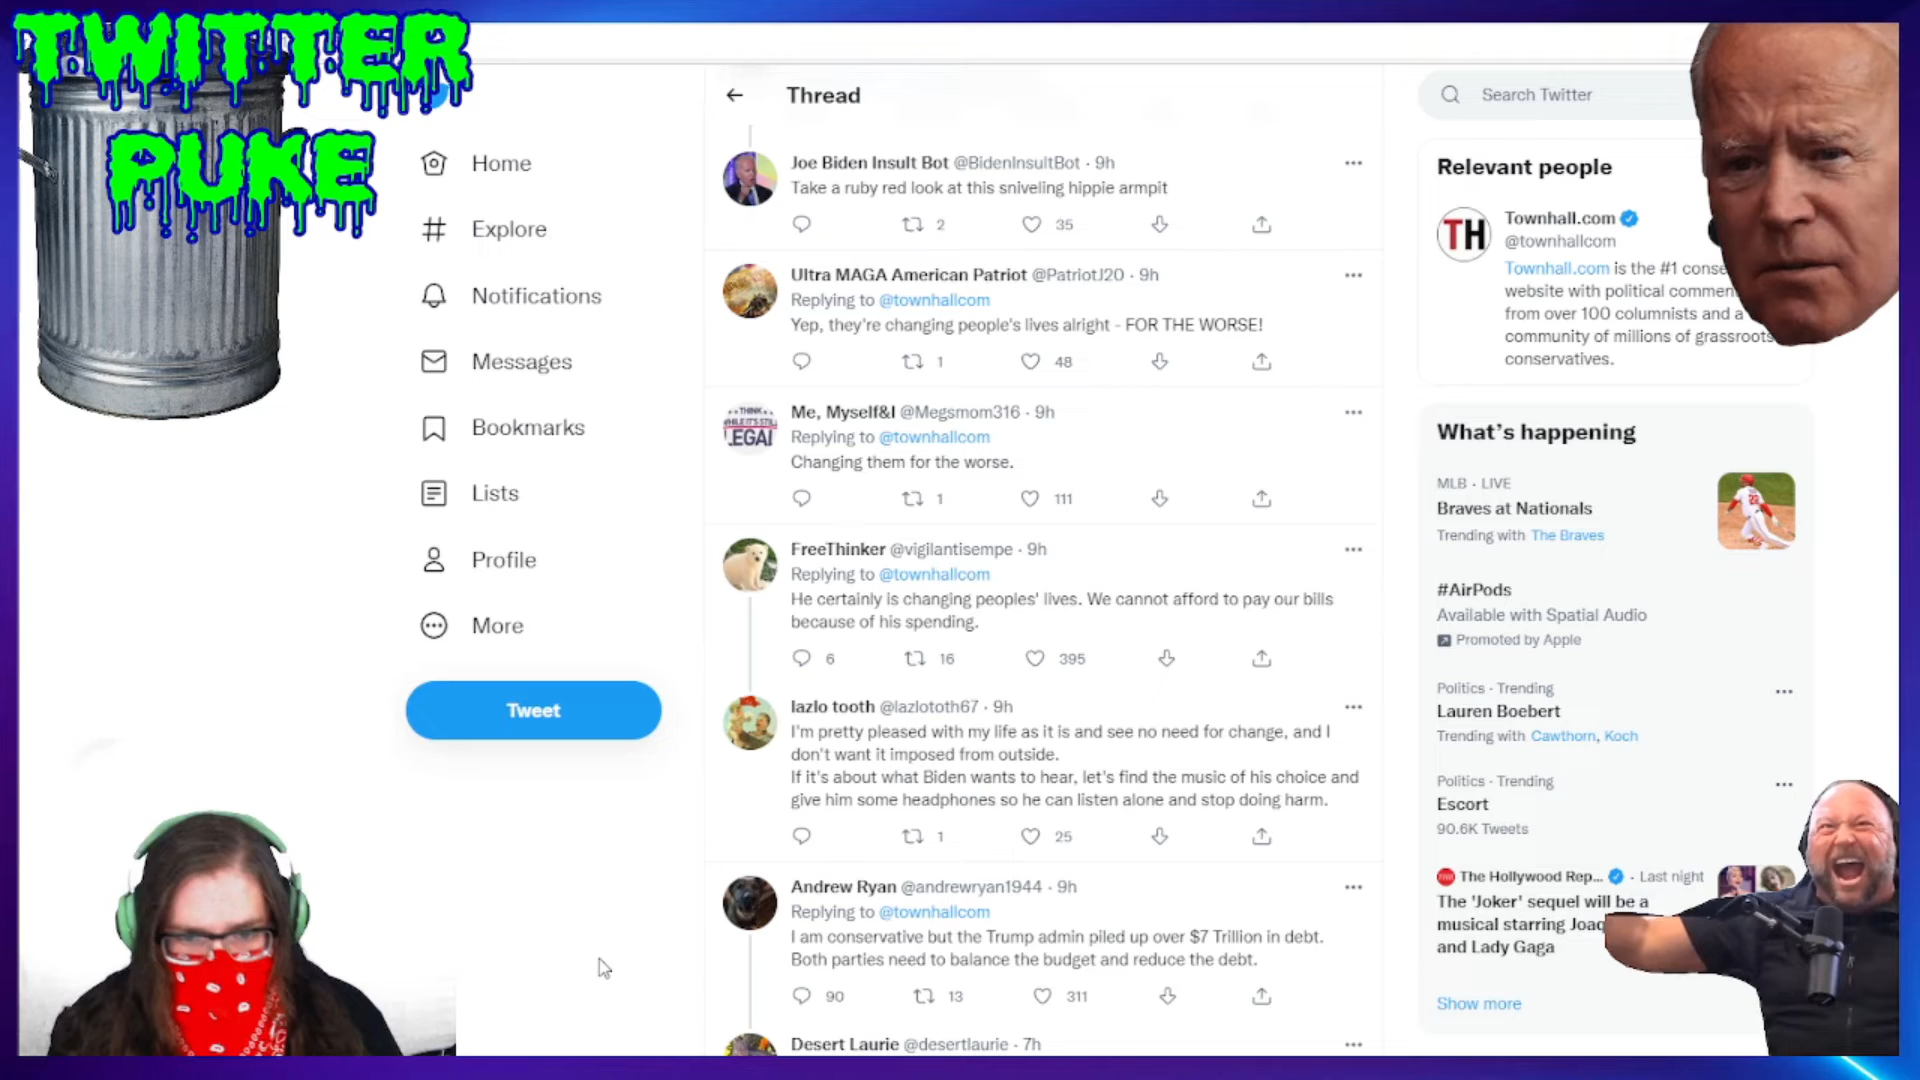 TWITTER
PUKE
Home
Explore
Notifications
Messages
Bookmarks
Lists
Profile
More
Tweet
Thread
Joe Biden Insult Bot @BidenInsultBot · 9h
Take a ruby red look at this sniveling hippie armpit
2 35
Ultra MAGA American Patriot @PatriotJ20 · 9h
Replying to @townhallcom
Yep, they're changing people's lives alright - FOR THE WORSE!
1 48
THINK
WHILE IT'S STILL
LEGAL
Me, Myself&I @Megsmom316 · 9h
Replying to @townhallcom
Changing them for the worse.
1 111
FreeThinker @vigilantisempe · 9h
Replying to @townhallcom
He certainly is changing peoples' lives. We cannot afford to pay our bills
because of his spending.
6 16 395
lazlo tooth @lazlototh67 · 9h
I'm pretty pleased with my life as it is and see no need for change, and I
don't want it imposed from outside.
If it's about what Biden wants to hear, let's find the music of his choice and
give him some headphones so he can listen alone and stop doing harm.
1 25
Andrew Ryan @andrewryan1944 · 9h
Replying to @townhallcom
I am conservative but the Trump admin piled up over $7 Trillion in debt.
Both parties need to balance the budget and reduce the debt.
90 13 311
Desert Laurie @desertlaurie · 7h
Search Twitter
Relevant people
TH
Townhall.com
@townhallcom
Townhall.com is the #1 conse
website with political commen
from over 100 columnists and a
community of millions of grassroots
conservatives.
What's happening
MLB · LIVE
Braves at Nationals
Trending with The Braves
#AirPods
Available with Spatial Audio
Promoted by Apple
Politics · Trending
Lauren Boebert
Trending with Cawthorn, Koch
Politics · Trending
Escort
90.6K Tweets
The Hollywood Rep... · Last night
The 'Joker' sequel will be a
musical starring Joaq
and Lady Gaga
Show more